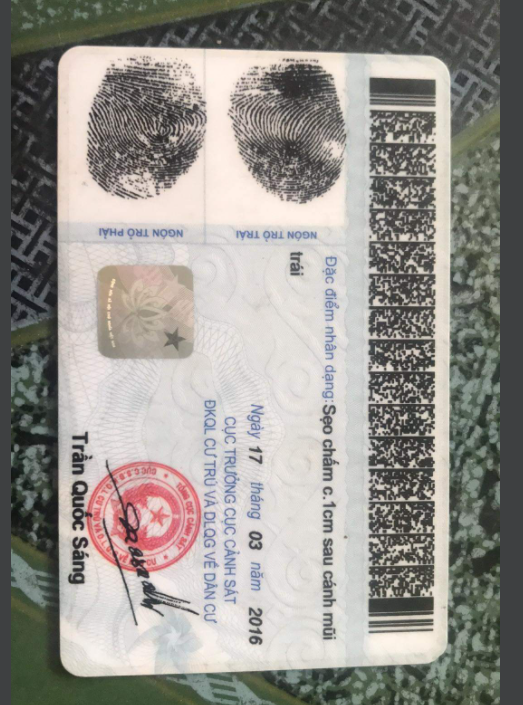 Đặc điểm nhân dạng: Sẹo chấm c.1cm sau cánh mũi
trái
NGÓN TRỎ TRÁI
NGÓN TRỎ PHẢI
Ngày 17 tháng 03 năm 2016
CỤC TRƯỞNG CỤC CẢNH SÁT
ĐKQL CƯ TRÚ VÀ DLQG VỀ DÂN CƯ
Trần Quốc Sáng